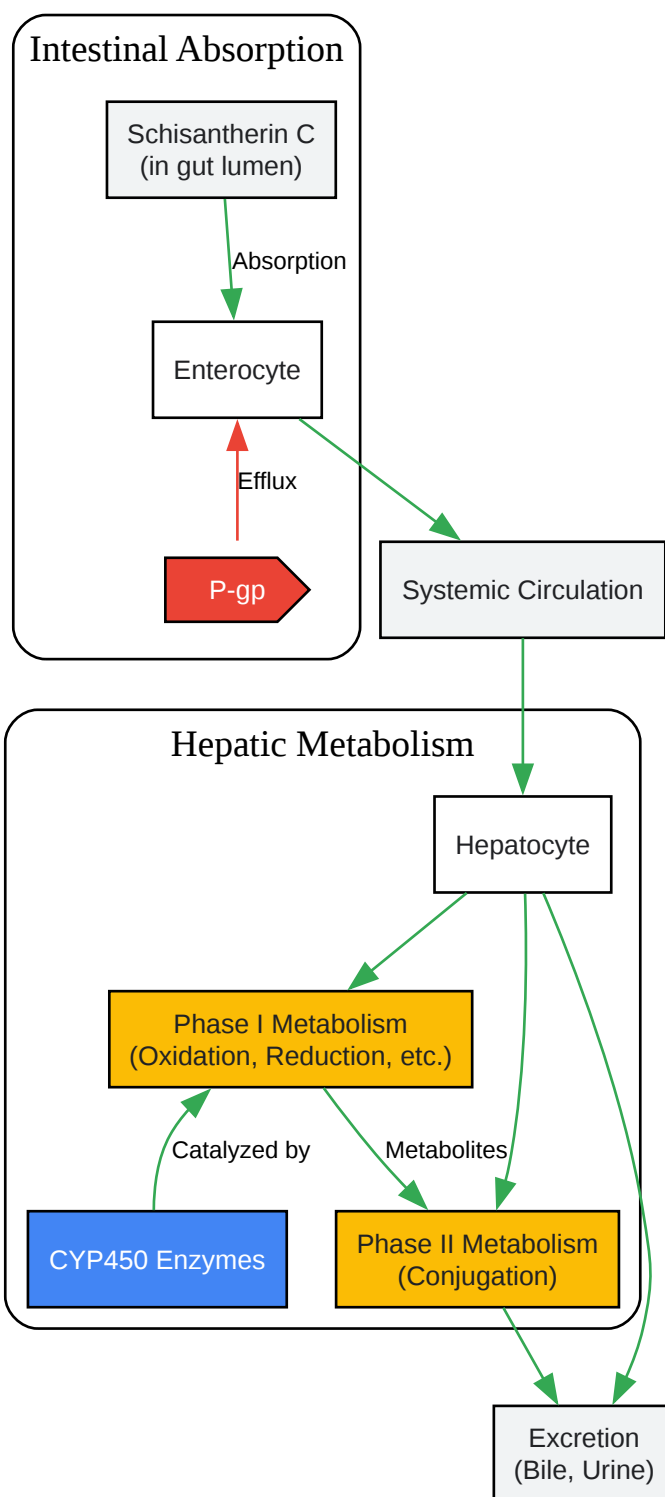 Intestinal Absorption
Schisantherin C
(in gut lumen)
Absorption
Enterocyte
Efflux
P-gp
Systemic Circulation
Hepatic Metabolism
Hepatocyte
Phase I Metabolism
(Oxidation, Reduction, etc.)
Catalyzed by
Metabolites
CYP450 Enzymes
Phase II Metabolism
(Conjugation)
Excretion
(Bile, Urine)